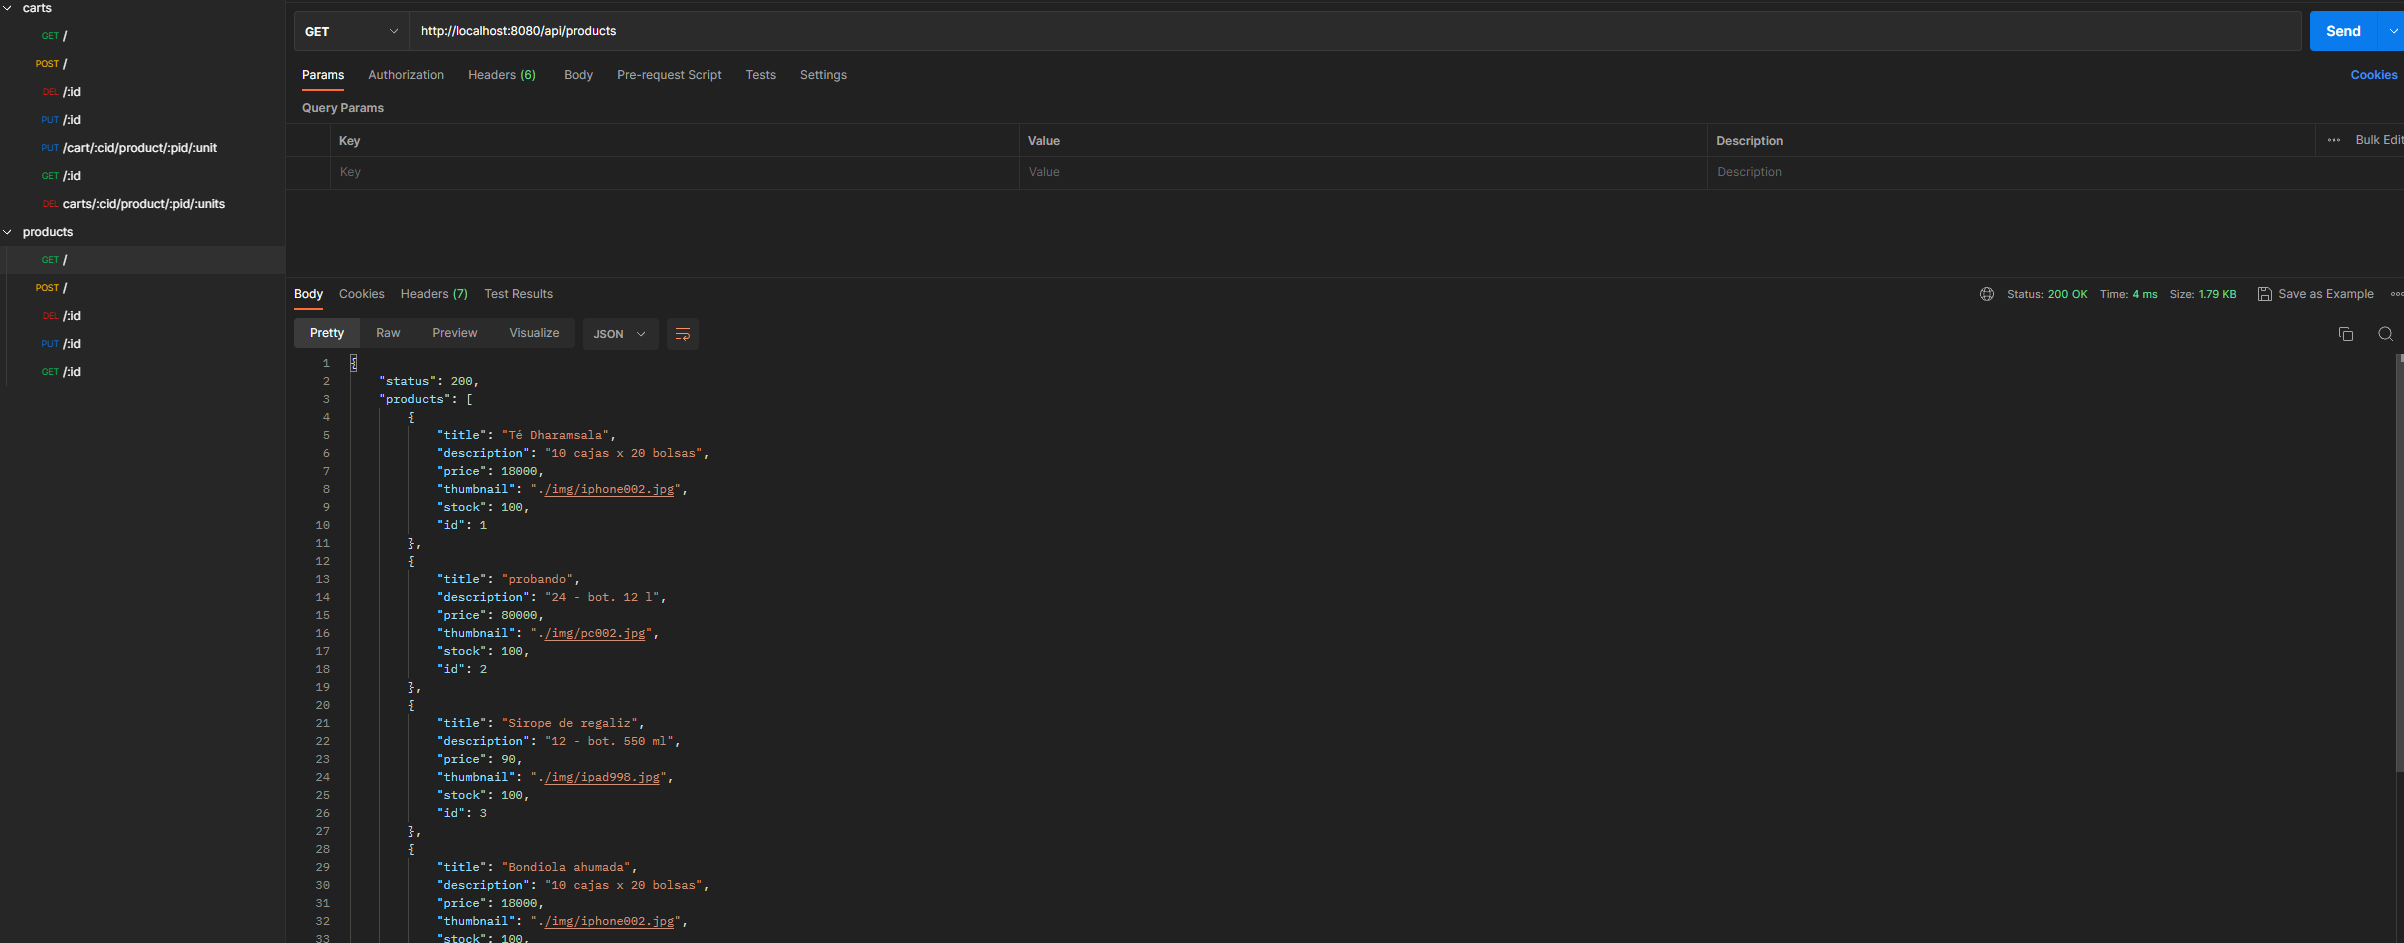 carts
GET /
POST /
DEL /:id
PUT /:id
PUT /cart/:cid/product/:pid/:unit
GET /:id
DEL carts/:cid/product/:pid/:units
products
GET /
POST /
DEL /:id
PUT /:id
GET /:id
GET http://localhost:8080/api/products Send
Params Authorization Headers (6) Body Pre-request Script Tests Settings Cookies
Query Params
Key Value Description ••• Bulk Edit
Key Value Description
Body Cookies Headers (7) Test Results Status: 200 OK Time: 4 ms Size: 1.79 KB Save as Example
Pretty Raw Preview Visualize JSON
1 {
2 "status": 200,
3 "products": [
4 {
5 "title": "Té Dharamsala",
6 "description": "10 cajas x 20 bolsas",
7 "price": 18000,
8 "thumbnail": "./img/iphone002.jpg",
9 "stock": 100,
10 "id": 1
11 },
12 {
13 "title": "probando",
14 "description": "24 - bot. 12 l",
15 "price": 80000,
16 "thumbnail": "./img/pc002.jpg",
17 "stock": 100,
18 "id": 2
19 },
20 {
21 "title": "Sirope de regaliz",
22 "description": "12 - bot. 550 ml",
23 "price": 90,
24 "thumbnail": "./img/ipad998.jpg",
25 "stock": 100,
26 "id": 3
27 },
28 {
29 "title": "Bondiola ahumada",
30 "description": "10 cajas x 20 bolsas",
31 "price": 18000,
32 "thumbnail": "./img/iphone002.jpg",
33 "stock": 100,